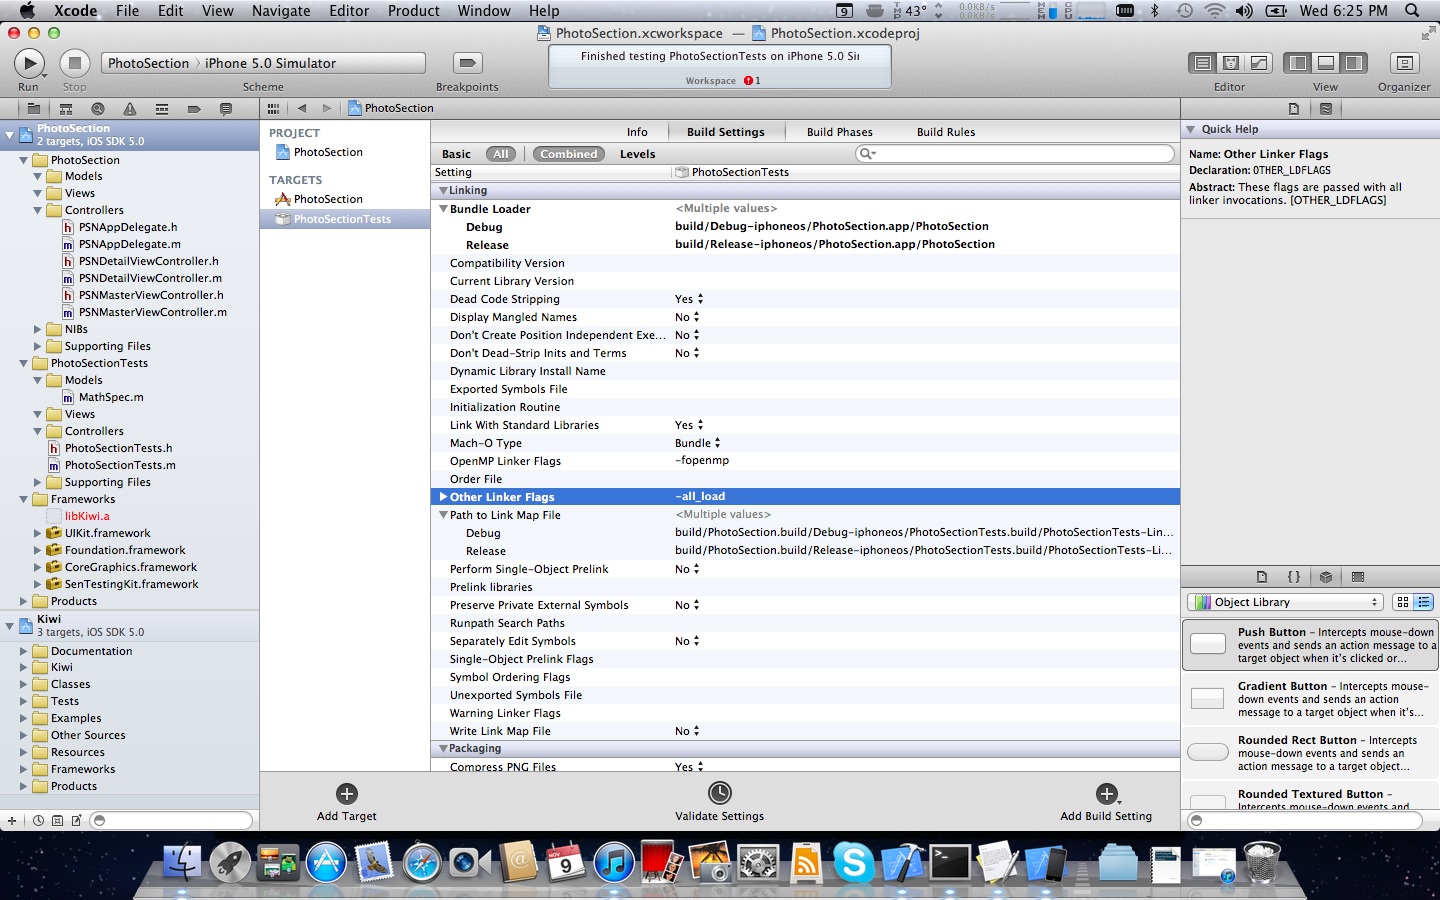 Xcode File Edit View Navigate Editor Product Window Help 9 43° 0.0KB/s 0.0KB/s Wed 6:25 PM
PhotoSection.xcworkspace — PhotoSection.xcodeproj
PhotoSection › iPhone 5.0 Simulator
Finished testing PhotoSectionTests on iPhone 5.0 Si
Workspace 1
Run Stop Scheme Breakpoints Editor View Organizer
PhotoSection
PhotoSection
2 targets, iOS SDK 5.0
PhotoSection
Models
Views
Controllers
PSNAppDelegate.h
PSNAppDelegate.m
PSNDetailViewController.h
PSNDetailViewController.m
PSNMasterViewController.h
PSNMasterViewController.m
NIBs
Supporting Files
PhotoSectionTests
Models
MathSpec.m
Views
Controllers
PhotoSectionTests.h
PhotoSectionTests.m
Supporting Files
Frameworks
libKiwi.a
UIKit.framework
Foundation.framework
CoreGraphics.framework
SenTestingKit.framework
Products
Kiwi
3 targets, iOS SDK 5.0
Documentation
Kiwi
Classes
Tests
Examples
Other Sources
Resources
Frameworks
Products
PROJECT
PhotoSection
TARGETS
PhotoSection
PhotoSectionTests
Info Build Settings Build Phases Build Rules
Basic All Combined Levels
Setting PhotoSectionTests
Linking
Bundle Loader <Multiple values>
Debug build/Debug-iphoneos/PhotoSection.app/PhotoSection
Release build/Release-iphoneos/PhotoSection.app/PhotoSection
Compatibility Version
Current Library Version
Dead Code Stripping Yes
Display Mangled Names No
Don't Create Position Independent Exe... No
Don't Dead-Strip Inits and Terms No
Dynamic Library Install Name
Exported Symbols File
Initialization Routine
Link With Standard Libraries Yes
Mach-O Type Bundle
OpenMP Linker Flags -fopenmp
Order File
Other Linker Flags -all_load
Path to Link Map File <Multiple values>
Debug build/PhotoSection.build/Debug-iphoneos/PhotoSectionTests.build/PhotoSectionTests-Lin...
Release build/PhotoSection.build/Release-iphoneos/PhotoSectionTests.build/PhotoSectionTests-Li...
Perform Single-Object Prelink No
Prelink libraries
Preserve Private External Symbols No
Runpath Search Paths
Separately Edit Symbols No
Single-Object Prelink Flags
Symbol Ordering Flags
Unexported Symbols File
Warning Linker Flags
Write Link Map File No
Packaging
Compress PNG Files Yes
Add Target
Validate Settings
Add Build Setting
Quick Help
Name: Other Linker Flags
Declaration: OTHER_LDFLAGS
Abstract: These flags are passed with all
linker invocations. [OTHER_LDFLAGS]
Object Library
Push Button - Intercepts mouse-down
events and sends an action message to a
target object when it's clicked or...
Gradient Button - Intercepts mouse-
down events and sends an action
message to a target object when it's...
Rounded Rect Button - Intercepts
mouse-down events and sends an
action message to a target object...
Rounded Textured Button -
Intercepts mouse-down events and
NOV
9